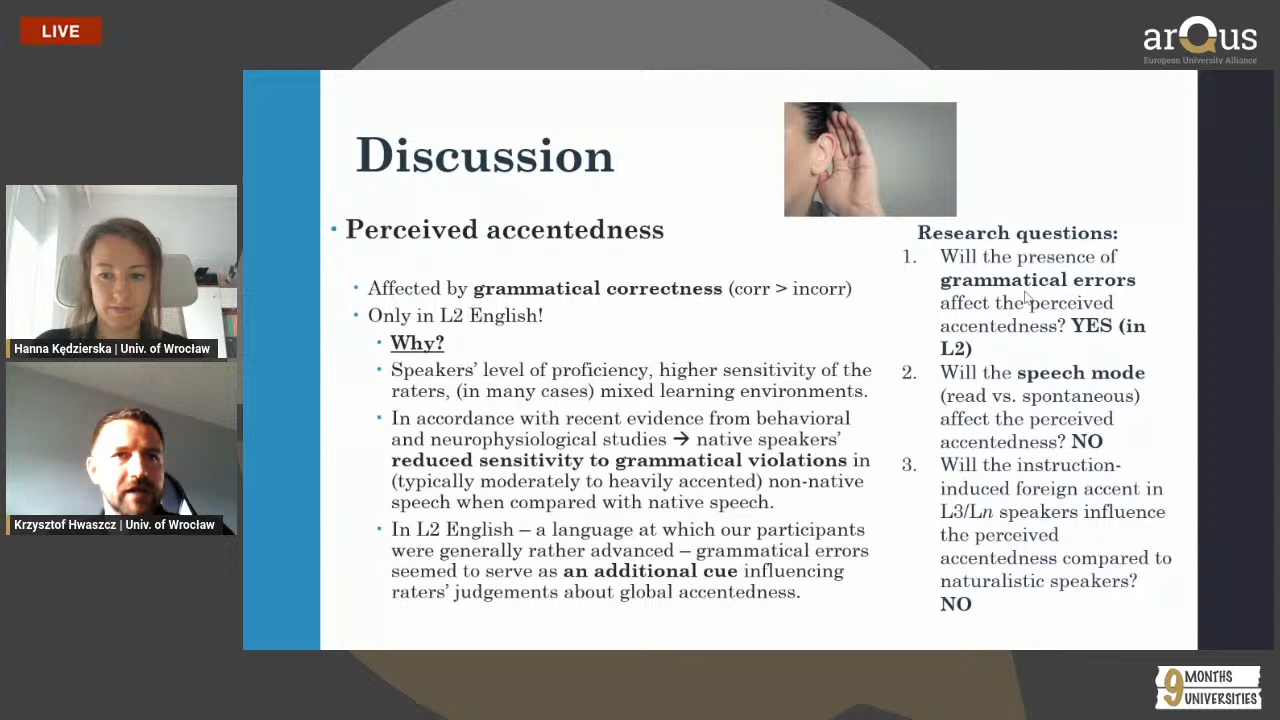 LIVE
arQus
European University Alliance
Discussion
• Perceived accentedness
• Affected by grammatical correctness (corr > incorr)
• Only in L2 English!
• Why?
• Speakers’ level of proficiency, higher sensitivity of the
raters, (in many cases) mixed learning environments.
• In accordance with recent evidence from behavioral
and neurophysiological studies → native speakers’
reduced sensitivity to grammatical violations in
(typically moderately to heavily accented) non-native
speech when compared with native speech.
• In L2 English – a language at which our participants
were generally rather advanced – grammatical errors
seemed to serve as an additional cue influencing
raters’ judgements about global accentedness.
Research questions:
1. Will the presence of
grammatical errors
affect the perceived
accentedness? YES (in
L2)
2. Will the speech mode
(read vs. spontaneous)
affect the perceived
accentedness? NO
3. Will the instruction-
induced foreign accent in
L3/Ln speakers influence
the perceived
accentedness compared to
naturalistic speakers?
NO
Hanna Kędzierska | Univ. of Wrocław
Krzysztof Hwaszcz | Univ. of Wrocław
9 MONTHS
9 UNIVERSITIES